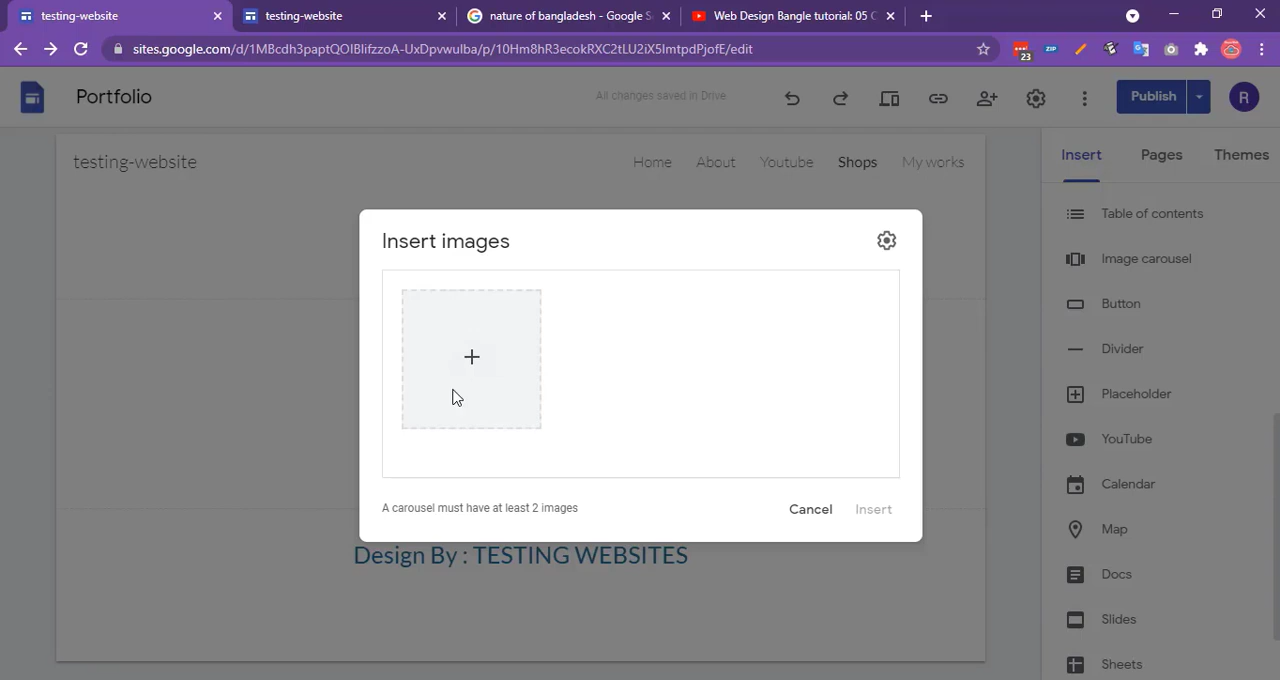 testing-website
testing-website
nature of bangladesh - Google S
Web Design Bangle tutorial: 05 C
sites.google.com/d/1MBcdh3paptQOIBlifzzoA-UxDpvwulba/p/10Hm8hR3ecokRXC2tLU2iX5lmtpdPjofE/edit
23
ZIP
Portfolio
All changes saved in Drive
Publish
R
testing-website
Home
About
Youtube
Shops
My works
Insert
Pages
Themes
Insert images
Table of contents
Image carousel
Button
Divider
Placeholder
YouTube
Calendar
Map
Docs
Slides
Sheets
A carousel must have at least 2 images
Cancel
Insert
Design By : TESTING WEBSITES